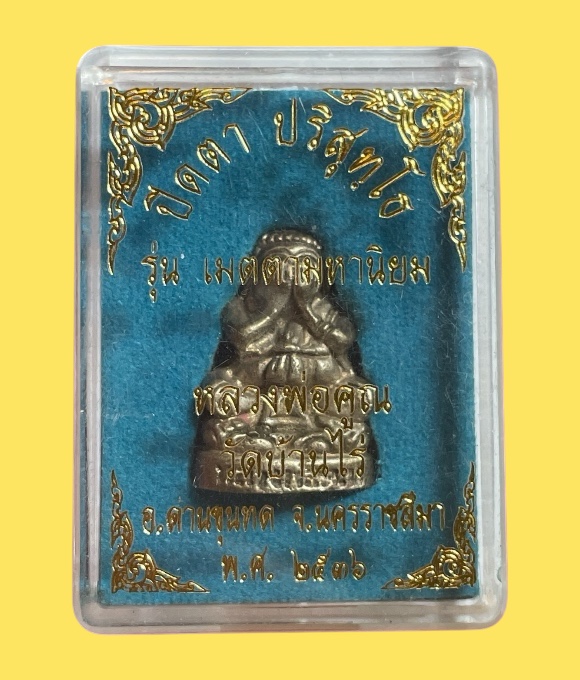 ปิดตา ปริสุทฺโธ
รุ่น เมตตามหานิยม
หลวงพ่อคูณ
วัดบ้านไร่
อ.ด่านขุนทด จ.นครราชสีมา
พ.ศ. ๒๕๓๖